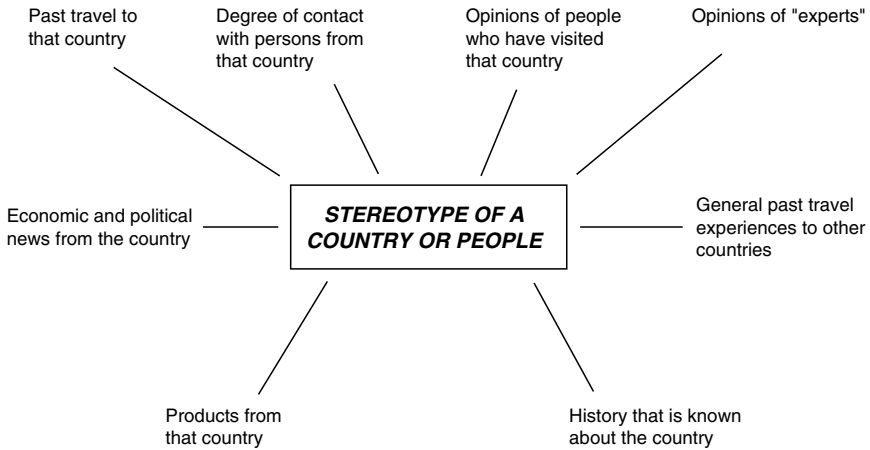 Past travel to
that country
Degree of contact
with persons from
that country
Opinions of people
who have visited
that country
Opinions of "experts"
Economic and political
news from the country
STEREOTYPE OF A
COUNTRY OR PEOPLE
General past travel
experiences to other
countries
Products from
that country
History that is known
about the country